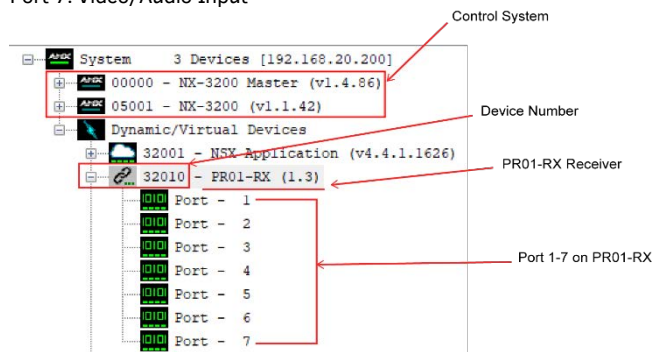 Port 7: Video/Audio Input
Control System
System 3 Devices [192.168.20.200]
00000 - NX-3200 Master (v1.4.86)
05001 - NX-3200 (v1.1.42)
Device Number
Dynamic/Virtual Devices
32001 - NSX Application (v4.4.1.1626)
PR01-RX Receiver
32010 - PR01-RX (1.3)
Port - 1
Port - 2
Port - 3
Port 1-7 on PR01-RX
Port - 4
Port - 5
Port - 6
Port - 7